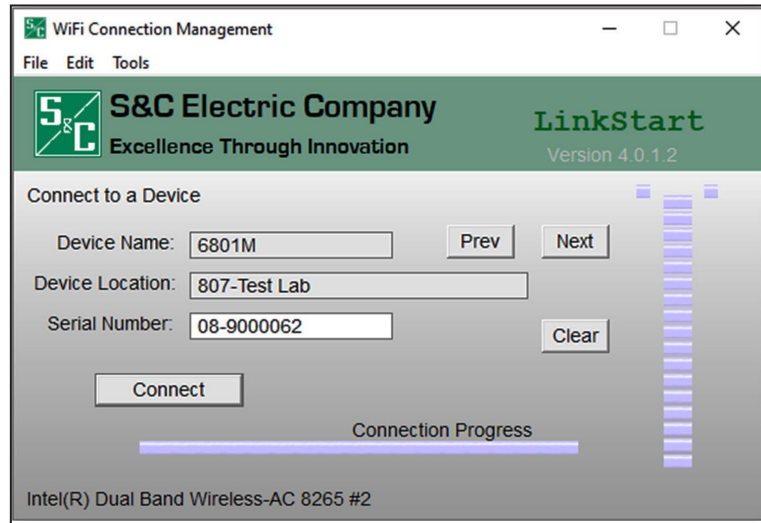 WiFi Connection Management
File Edit Tools
S&C
S&C Electric Company
Excellence Through Innovation
LinkStart
Version 4.0.1.2
Connect to a Device
Device Name: 6801M Prev Next
Device Location: 807-Test Lab
Serial Number: 08-9000062
Clear
Connect
Connection Progress
Intel(R) Dual Band Wireless-AC 8265 #2